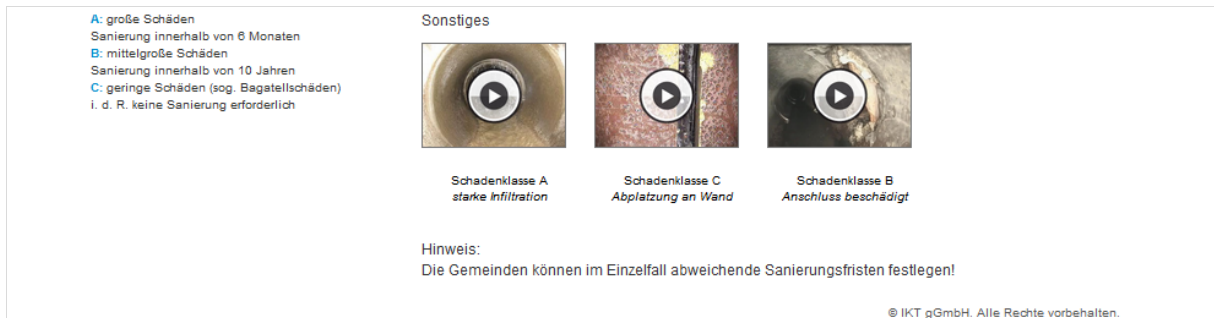 A: große Schäden
Sanierung innerhalb von 6 Monaten
B: mittelgroße Schäden
Sanierung innerhalb von 10 Jahren
C: geringe Schäden (sog. Bagatellschäden)
i. d. R. keine Sanierung erforderlich
Sonstiges
Schadenklasse A
starke Infiltration
Schadenklasse C
Abplatzung an Wand
Schadenklasse B
Anschluss beschädigt
Hinweis:
Die Gemeinden können im Einzelfall abweichende Sanierungsfristen festlegen!
© IKT gGmbH. Alle Rechte vorbehalten.